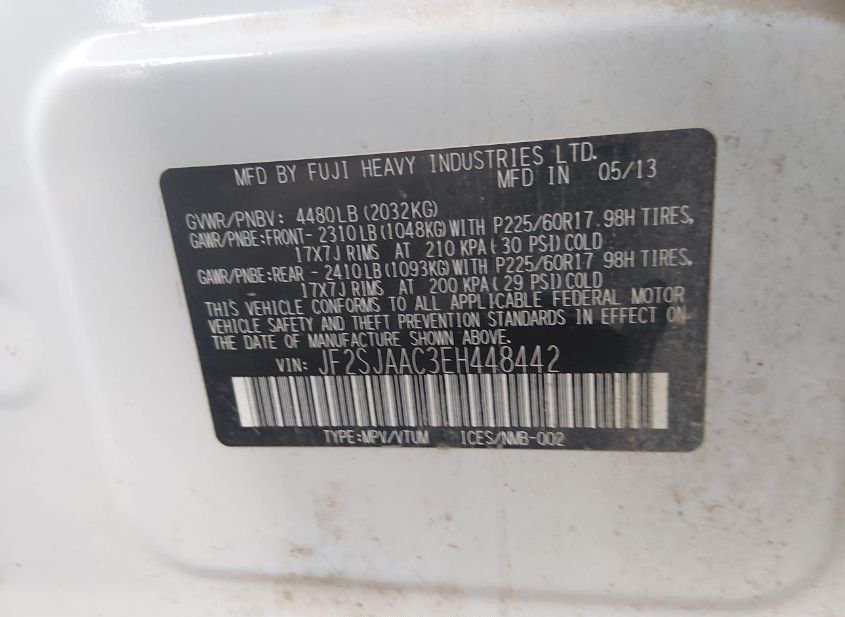 MFD BY FUJI HEAVY INDUSTRIES LTD.
MFD IN 05/13
GVWR/PNBV: 4480LB (2032KG)
GAWR/PNBE:FRONT- 2310LB (1048KG) WITH P225/60R17 98H TIRES,
17X7J RIMS AT 210 KPA ( 30 PSI) COLD
GAWR/PNBE:REAR - 2410LB (1093KG) WITH P225/60R17 98H TIRES,
17X7J RIMS AT 200 KPA ( 29 PSI) COLD
THIS VEHICLE CONFORMS TO ALL APPLICABLE FEDERAL MOTOR
VEHICLE SAFETY AND THEFT PREVENTION STANDARDS IN EFFECT ON
THE DATE OF MANUFACTURE SHOWN ABOVE.
VIN: JF2SJAAC3EH448442
TYPE:MPV/VTUM ICES/NMB-002